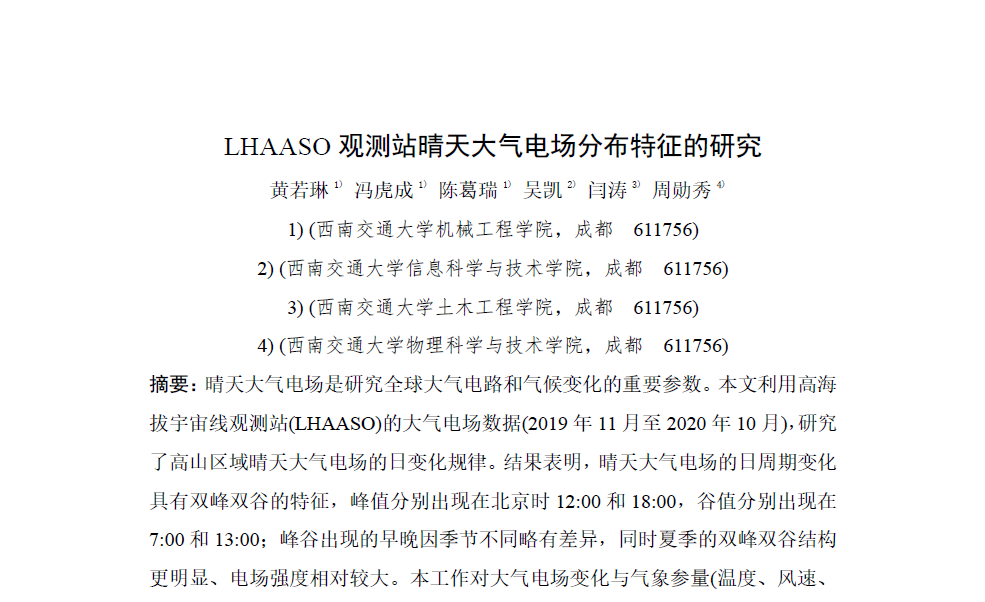 LHAASO 观测站晴天大气电场分布特征的研究
黄若琳 1) 冯虎成 1) 陈葛瑞 1) 吴凯 2) 闫涛 3) 周勋秀 4)
1) (西南交通大学机械工程学院，成都 611756)
2) (西南交通大学信息科学与技术学院，成都 611756)
3) (西南交通大学土木工程学院，成都 611756)
4) (西南交通大学物理科学与技术学院，成都 611756)
摘要：晴天大气电场是研究全球大气电路和气候变化的重要参数。本文利用高海
拔宇宙线观测站(LHAASO)的大气电场数据(2019 年 11 月至 2020 年 10 月)，研究
了高山区域晴天大气电场的日变化规律。结果表明，晴天大气电场的日周期变化
具有双峰双谷的特征，峰值分别出现在北京时 12:00 和 18:00，谷值分别出现在
7:00 和 13:00；峰谷出现的早晚因季节不同略有差异，同时夏季的双峰双谷结构
更明显、电场强度相对较大。本工作对大气电场变化与气象参量(温度、风速、